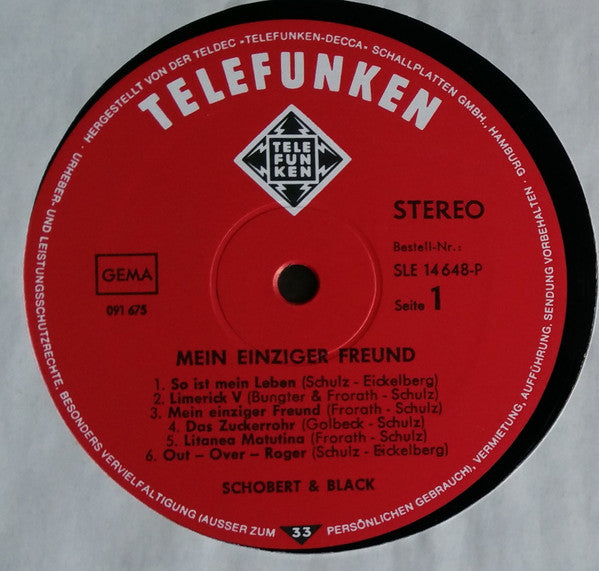 HERGESTELLT VON DER TELDEC »TELEFUNKEN-DECCA« SCHALLPLATTEN GMBH., HAMBURG · URHEBER- UND LEISTUNGSSCHUTZRECHTE, BESONDERS VERVIELFALTIGUNG (AUSSER ZUM PERSÖNLICHEN GEBRAUCH), VERMIETUNG, AUFFÜHRUNG, SENDUNG VORBEHALTEN ·
TELEFUNKEN
TELE
FUN
KEN
STEREO
Bestell-Nr.:
SLE 14 648-P
Seite 1
GEMA
091 675
MEIN EINZIGER FREUND
1. So ist mein Leben (Schulz - Eickelberg)
2. Limerick V (Bungter & Frorath - Schulz)
3. Mein einziger Freund (Frorath - Schulz)
4. Das Zuckerrohr (Golbeck - Schulz)
5. Litanea Matutina (Frorath - Schulz)
6. Out – Over – Roger (Schulz - Eickelberg)
SCHOBERT & BLACK
33